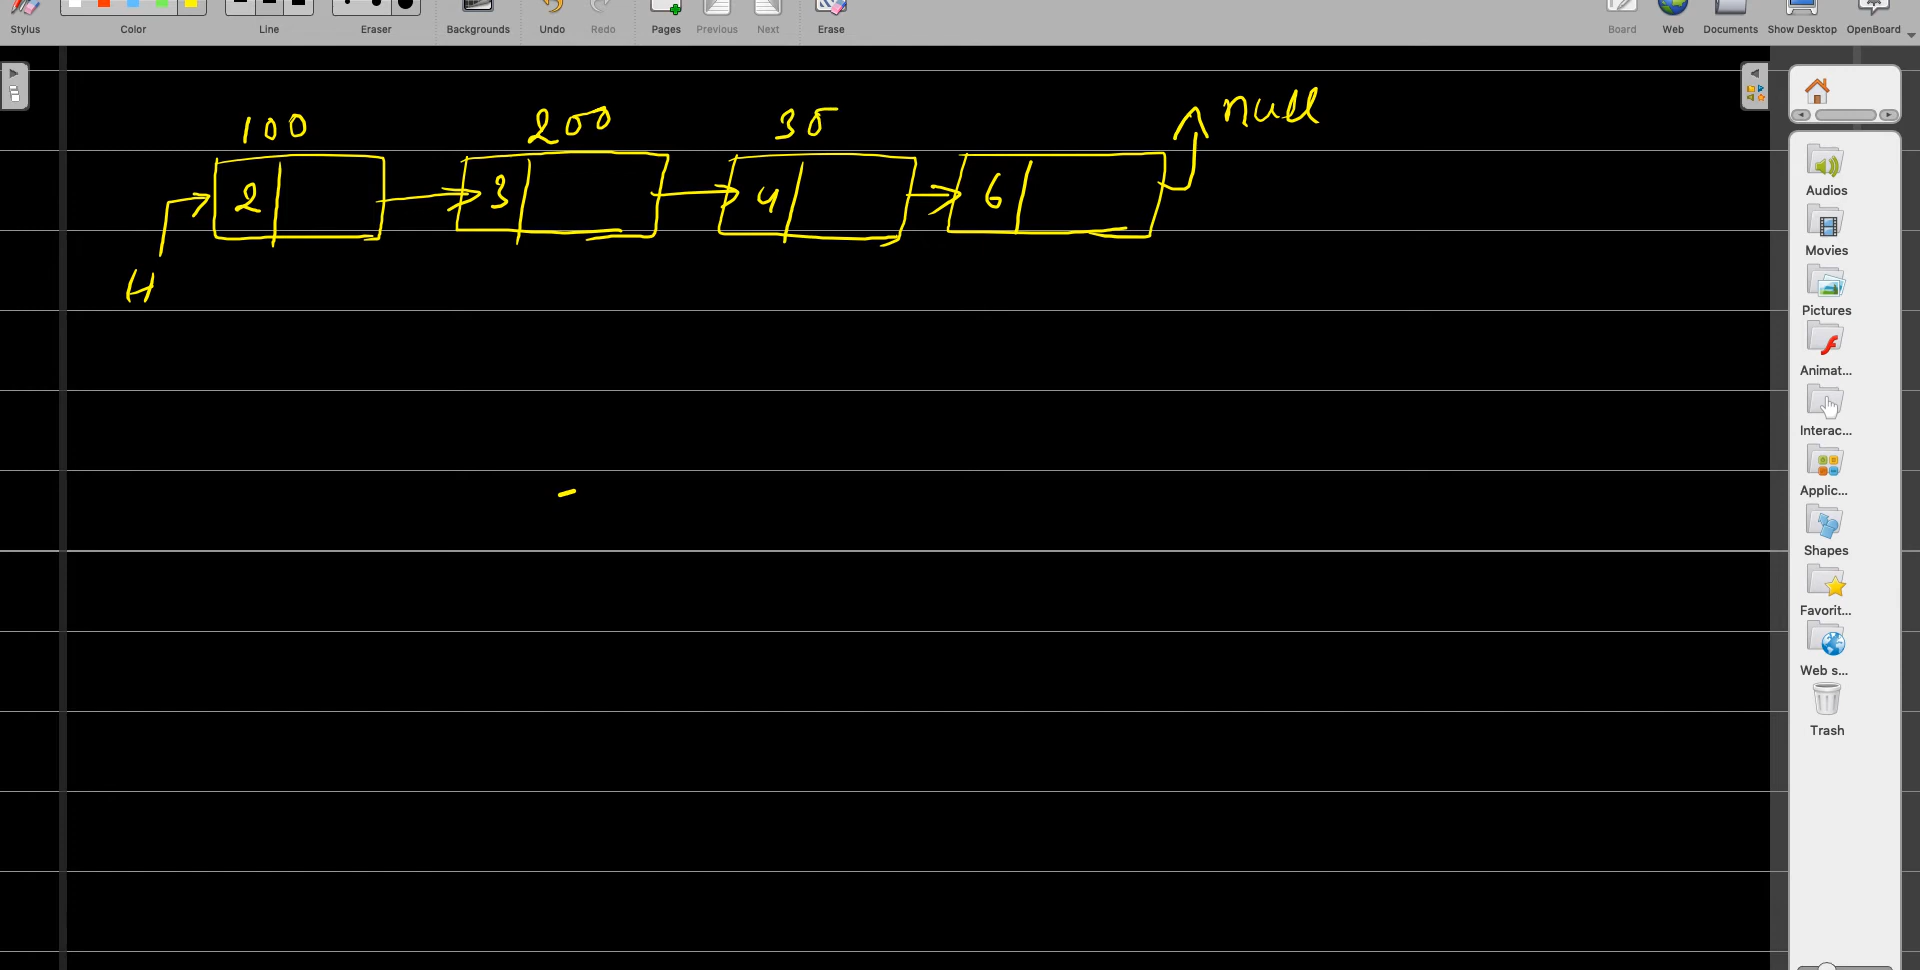 Stylus Color Line Eraser Backgrounds Undo Redo Pages Previous Next Erase Board Web Documents Show Desktop OpenBoard
100 200 30 null
2 3 4 6
H
Audios
Movies
Pictures
Animat...
Interac...
Applic...
Shapes
Favorit...
Web s...
Trash